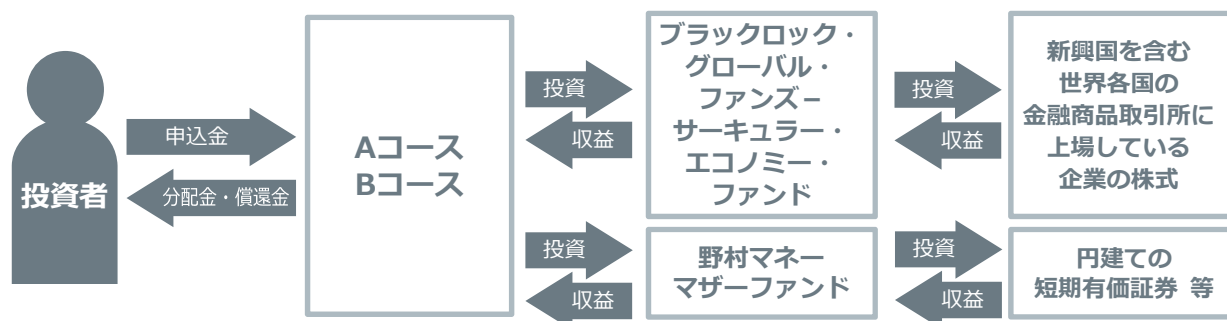 投資者
申込金
分配金・償還金
Aコース
Bコース
投資
収益
ブラックロック・
グローバル・
ファンズ－
サーキュラー・
エコノミー・
ファンド
投資
収益
新興国を含む
世界各国の
金融商品取引所に
上場している
企業の株式
投資
収益
野村マネー
マザーファンド
投資
収益
円建ての
短期有価証券 等